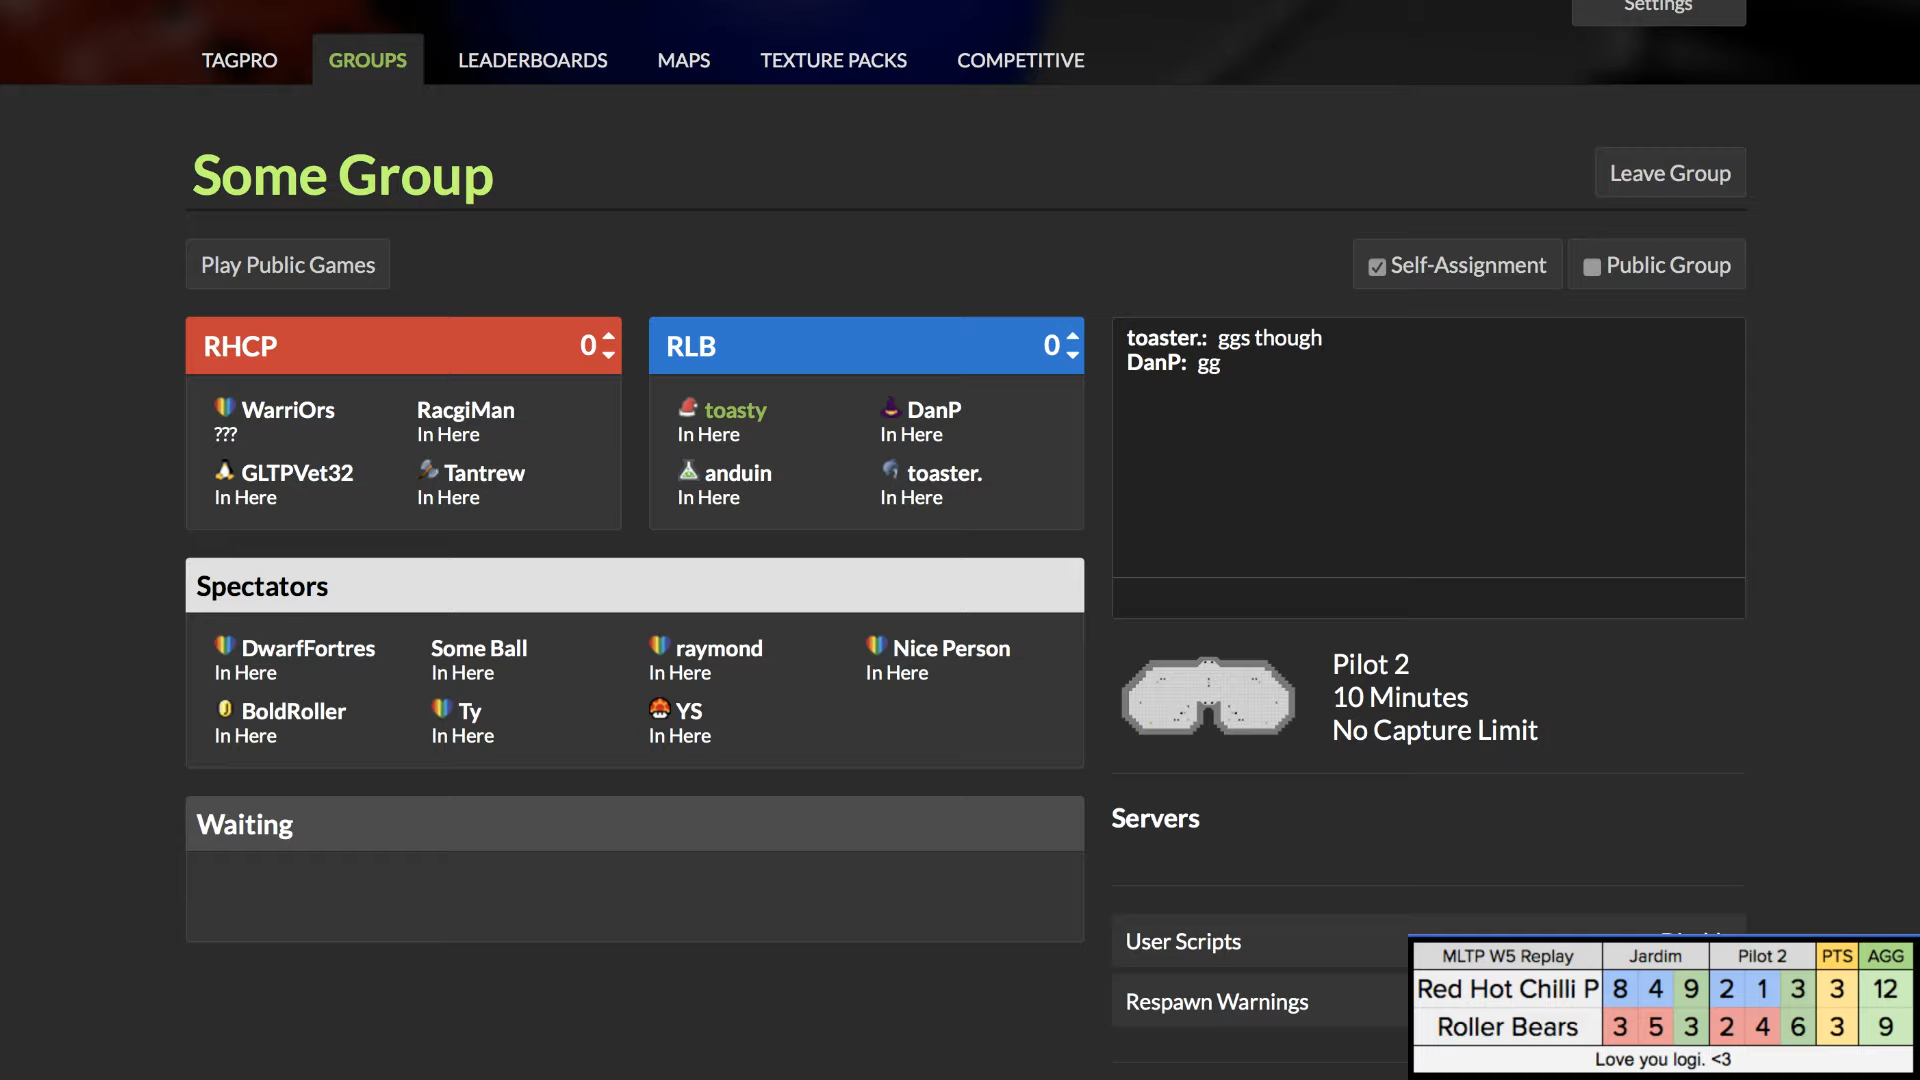 Settings
TAGPRO GROUPS LEADERBOARDS MAPS TEXTURE PACKS COMPETITIVE
Some Group
Leave Group
Play Public Games
Self-Assignment
Public Group
RHCP 0
WarriOrs RacgiMan
??? In Here
GLTPVet32 Tantrew
In Here In Here
RLB 0
toasty DanP
In Here In Here
anduin toaster.
In Here In Here
toaster.: ggs though
DanP: gg
Spectators
DwarfFortres Some Ball raymond Nice Person
In Here In Here In Here In Here
BoldRoller Ty YS
In Here In Here In Here
Waiting
Pilot 2
10 Minutes
No Capture Limit
Servers
User Scripts
Respawn Warnings
MLTP W5 Replay Jardim Pilot 2 PTS AGG
Red Hot Chilli P 8 4 9 2 1 3 3 12
Roller Bears 3 5 3 2 4 6 3 9
Love you logi. <3